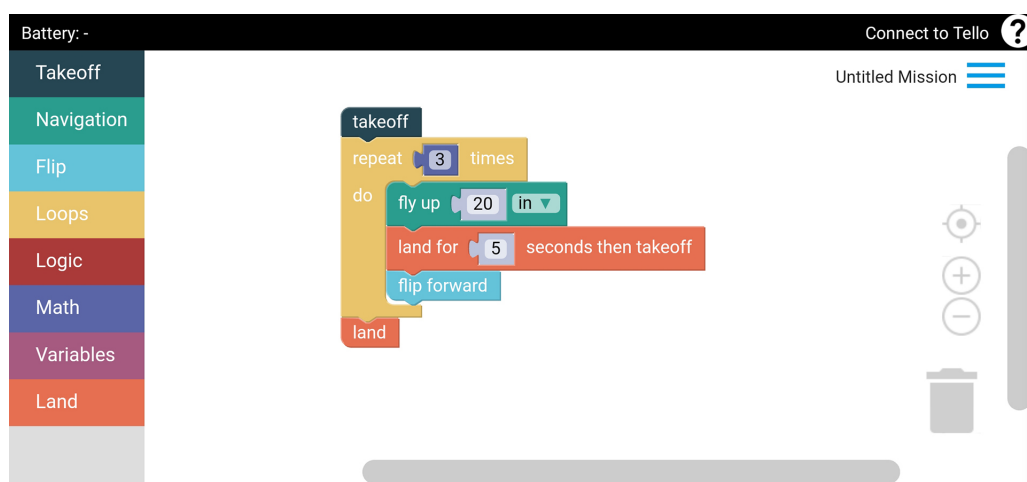 Battery: -
Connect to Tello ?
Takeoff
Untitled Mission
Navigation
Flip
Loops
Logic
Math
Variables
Land
takeoff
repeat 3 times
do
fly up 20 in ▼
land for 5 seconds then takeoff
flip forward
land